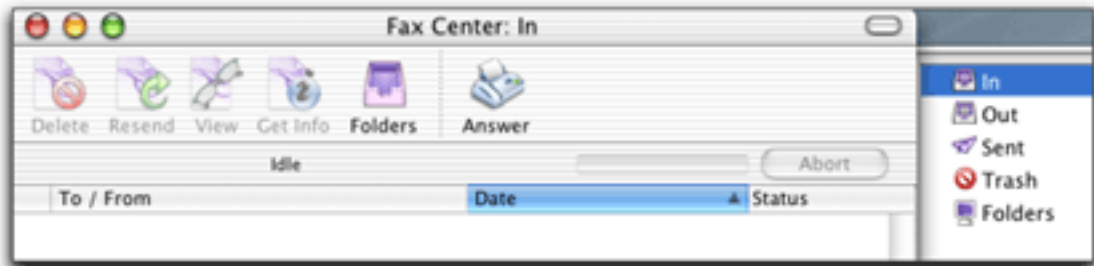 Fax Center: In
Delete Resend View Get Info Folders Answer
Idle Abort
To / From Date Status
In
Out
Sent
Trash
Folders